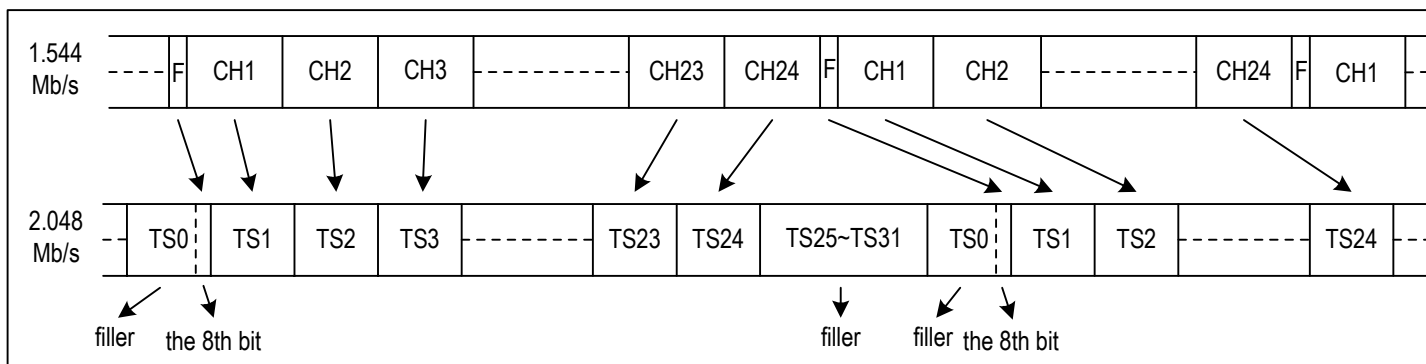 1.544 Mb/s
F CH1 CH2 CH3 CH23 CH24 F CH1 CH2 CH24 F CH1
2.048 Mb/s
TS0 TS1 TS2 TS3 TS23 TS24 TS25~TS31 TS0 TS1 TS2 TS24
filler the 8th bit filler filler the 8th bit